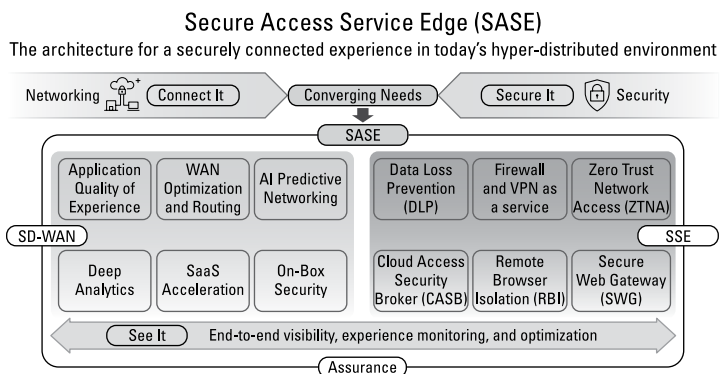 Secure Access Service Edge (SASE)
The architecture for a securely connected experience in today's hyper-distributed environment
Networking
Connect It
Converging Needs
Secure It
Security
SASE
Application
Quality of
Experience
WAN
Optimization
and Routing
AI Predictive
Networking
Data Loss
Prevention
(DLP)
Firewall
and VPN as
a service
Zero Trust
Network
Access (ZTNA)
SD-WAN
SSE
Deep
Analytics
SaaS
Acceleration
On-Box
Security
Cloud Access
Security
Broker (CASB)
Remote
Browser
Isolation (RBI)
Secure
Web Gateway
(SWG)
See It
End-to-end visibility, experience monitoring, and optimization
Assurance